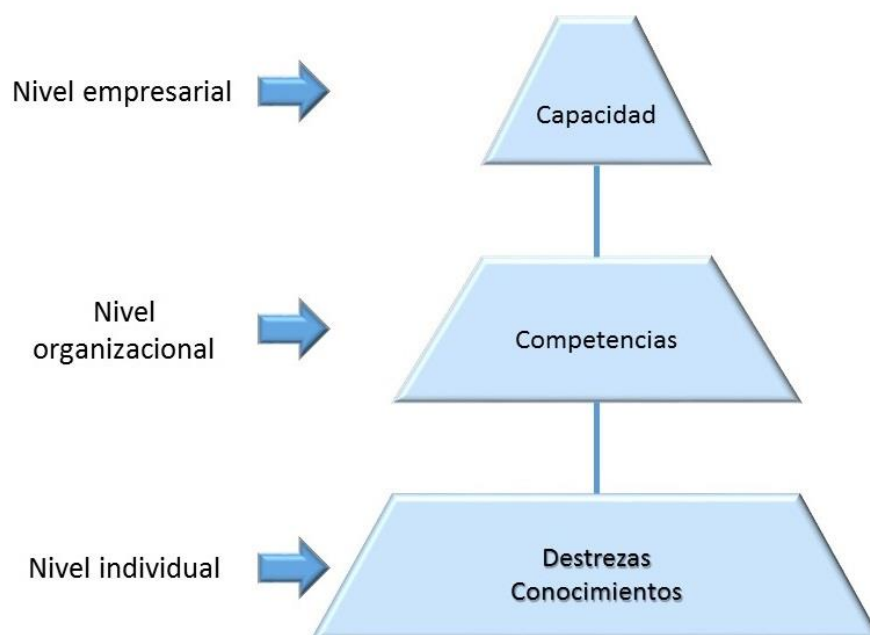 Nivel empresarial
Capacidad
Nivel
organizacional
Competencias
Nivel individual
Destrezas
Conocimientos